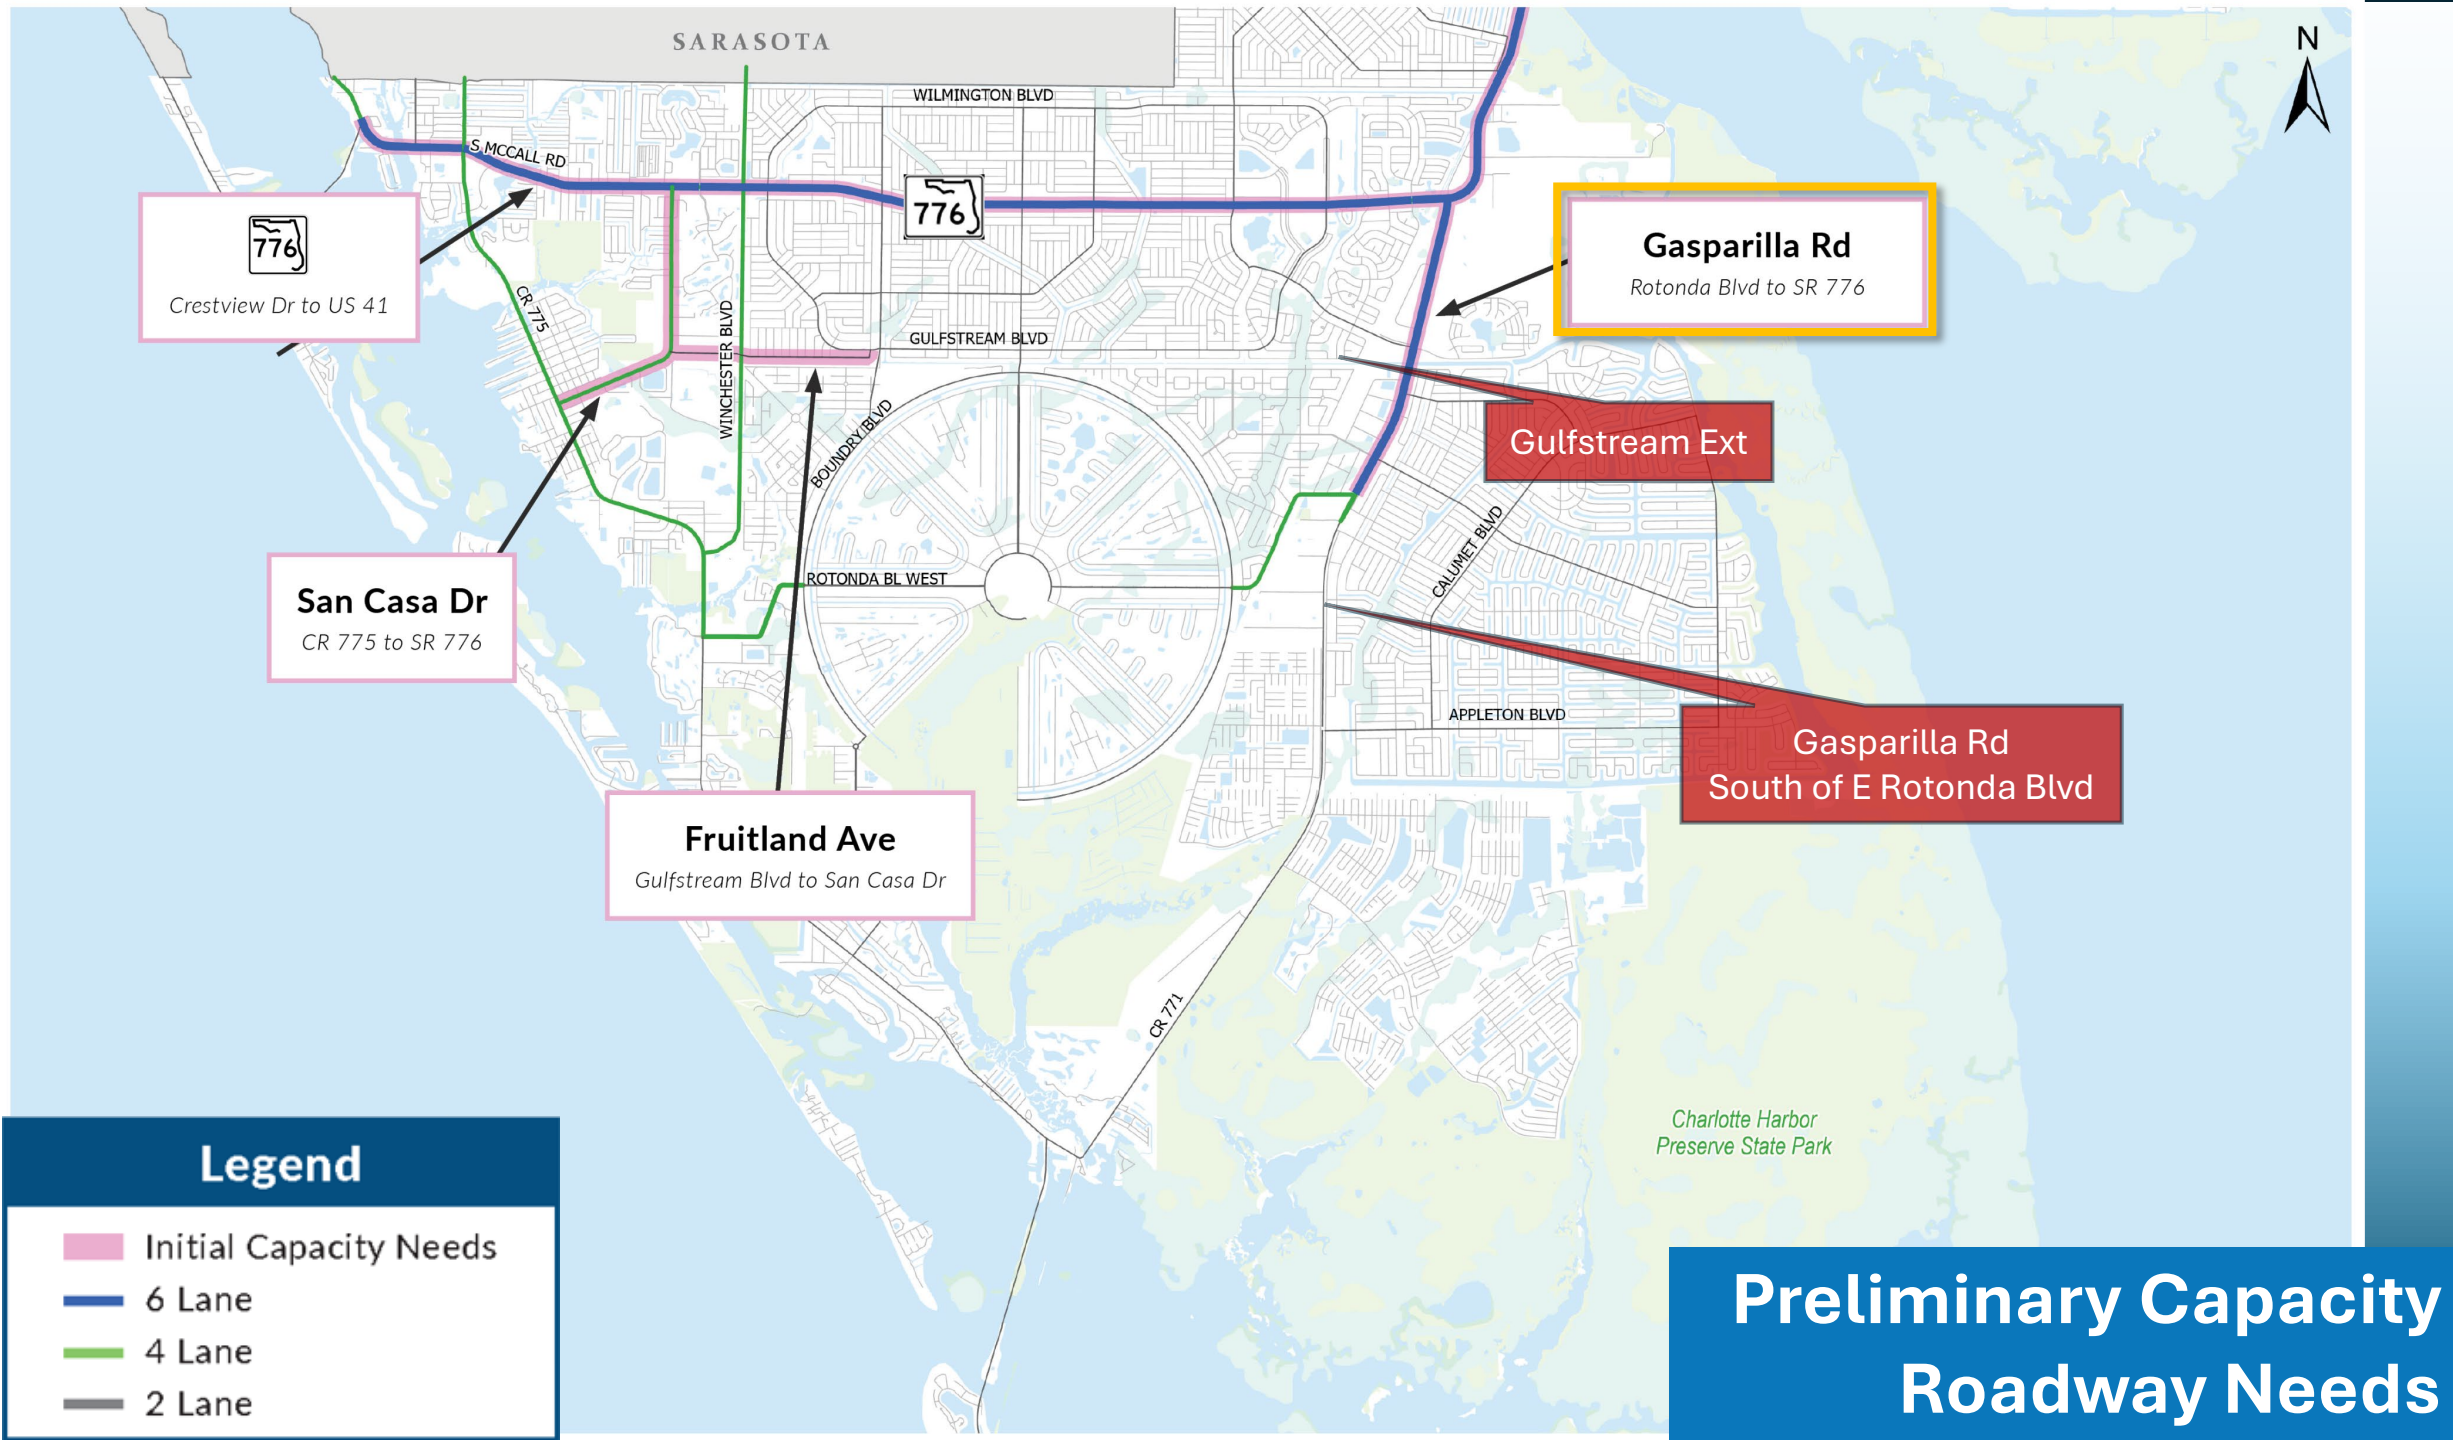 SARASOTA
N
WILMINGTON BLVD
S MCCALL RD
776
776
Crestview Dr to US 41
Gasparilla Rd
Rotonda Blvd to SR 776
CR 775
WINCHESTER BLVD
GULFSTREAM BLVD
BOUNDRY BLVD
Gulfstream Ext
CALUMET BLVD
ROTONDA BL WEST
San Casa Dr
CR 775 to SR 776
APPLETON BLVD
Gasparilla Rd
South of E Rotonda Blvd
Fruitland Ave
Gulfstream Blvd to San Casa Dr
CR 771
Charlotte Harbor
Preserve State Park
Legend
Initial Capacity Needs
6 Lane
4 Lane
2 Lane
Preliminary Capacity
Roadway Needs